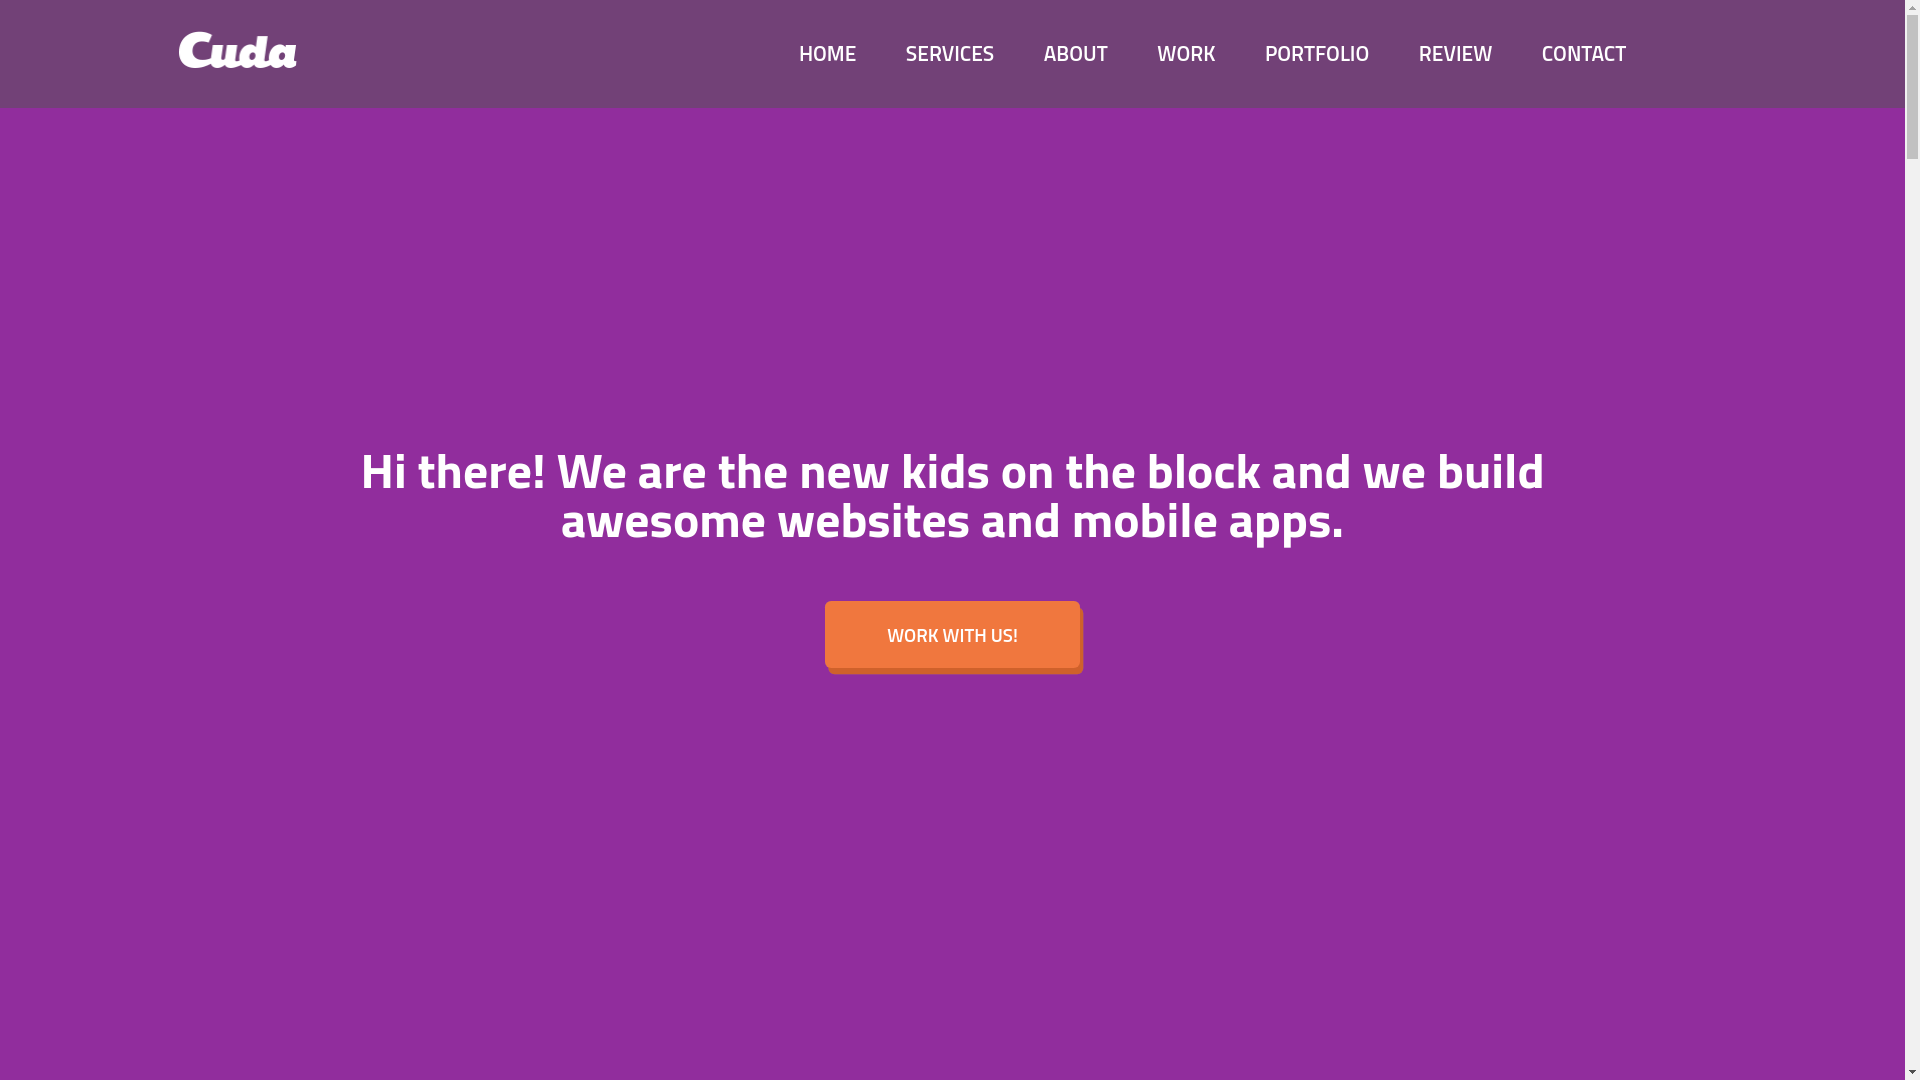 Cuda
HOME SERVICES ABOUT WORK PORTFOLIO REVIEW CONTACT
Hi there! We are the new kids on the block and we build
awesome websites and mobile apps.
WORK WITH US!